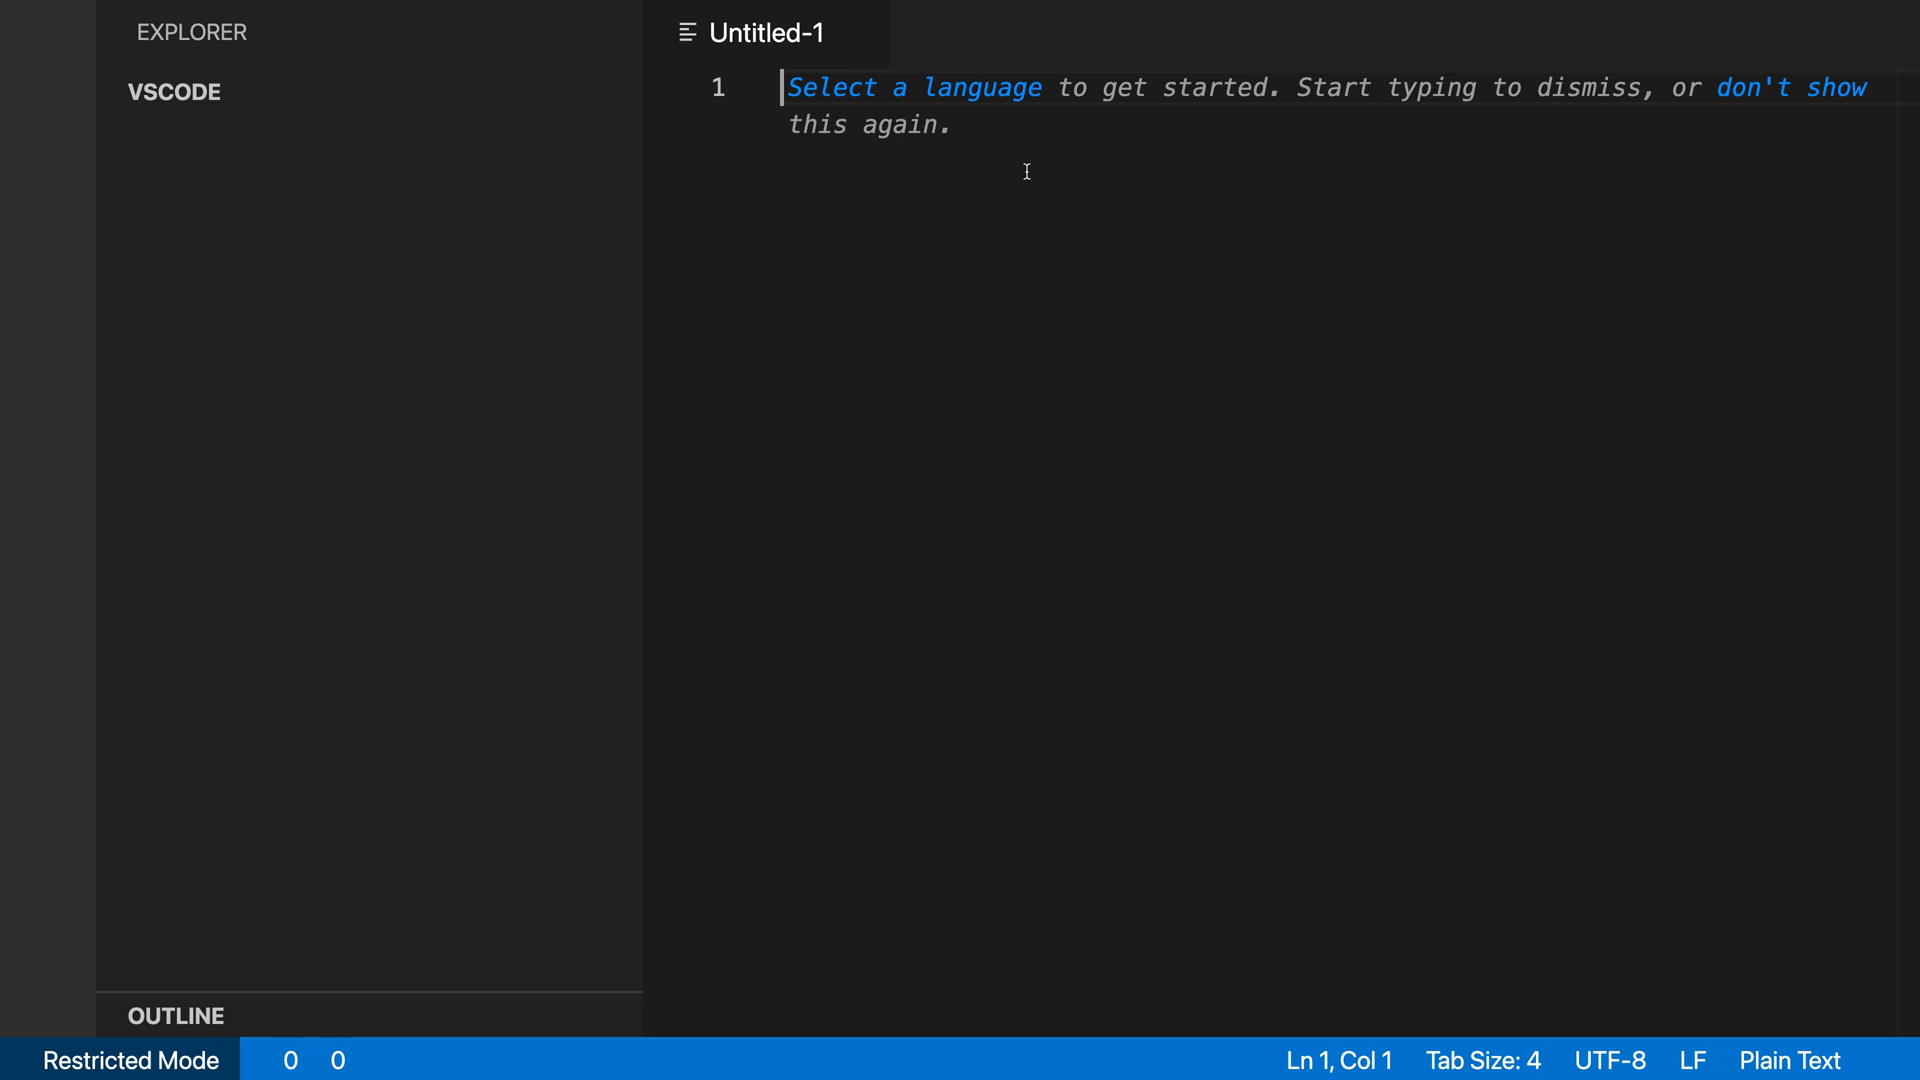 EXPLORER
Untitled-1
VSCODE
1
Select a language to get started. Start typing to dismiss, or don't show
this again.
OUTLINE
Restricted Mode 0 0 Ln 1, Col 1 Tab Size: 4 UTF-8 LF Plain Text